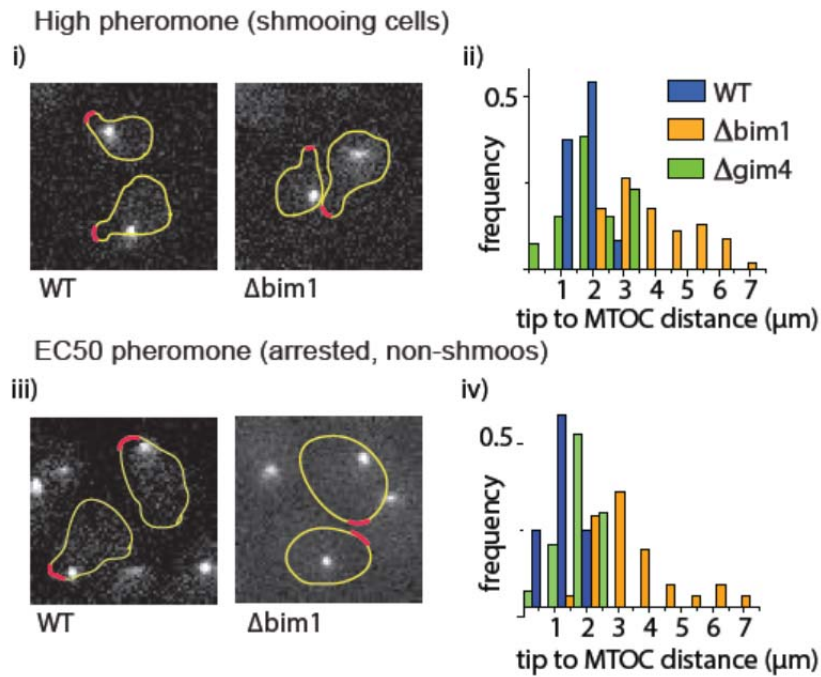 High pheromone (shmooing cells)
i)
WT
Δbim1
ii)
0.5
frequency
WT
Δbim1
Δgim4
1 2 3 4 5 6 7
tip to MTOC distance (μm)
EC50 pheromone (arrested, non-shmoos)
iii)
WT
Δbim1
iv)
0.5
frequency
1 2 3 4 5 6 7
tip to MTOC distance (μm)